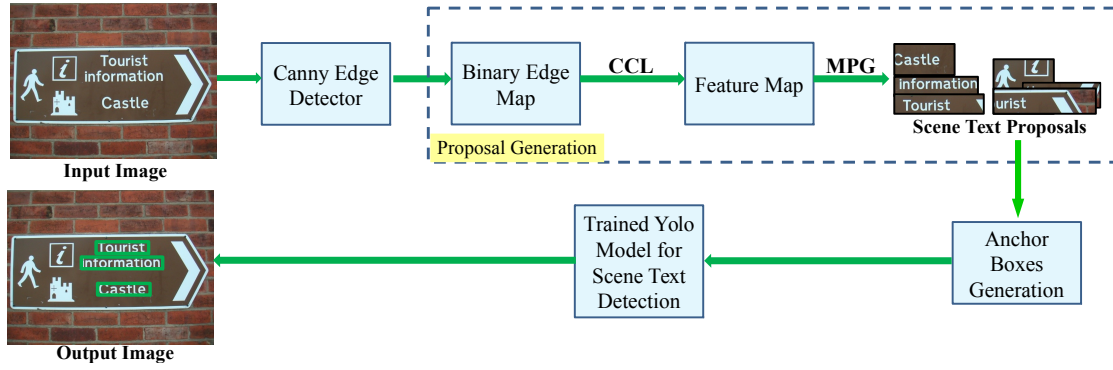 Tourist
information
Castle
Input Image
Canny Edge
Detector
Binary Edge
Map
CCL
Feature Map
MPG
Castle
information
Tourist
ourist
Scene Text Proposals
Proposal Generation
Tourist
information
Castle
Output Image
Trained Yolo
Model for
Scene Text
Detection
Anchor
Boxes
Generation